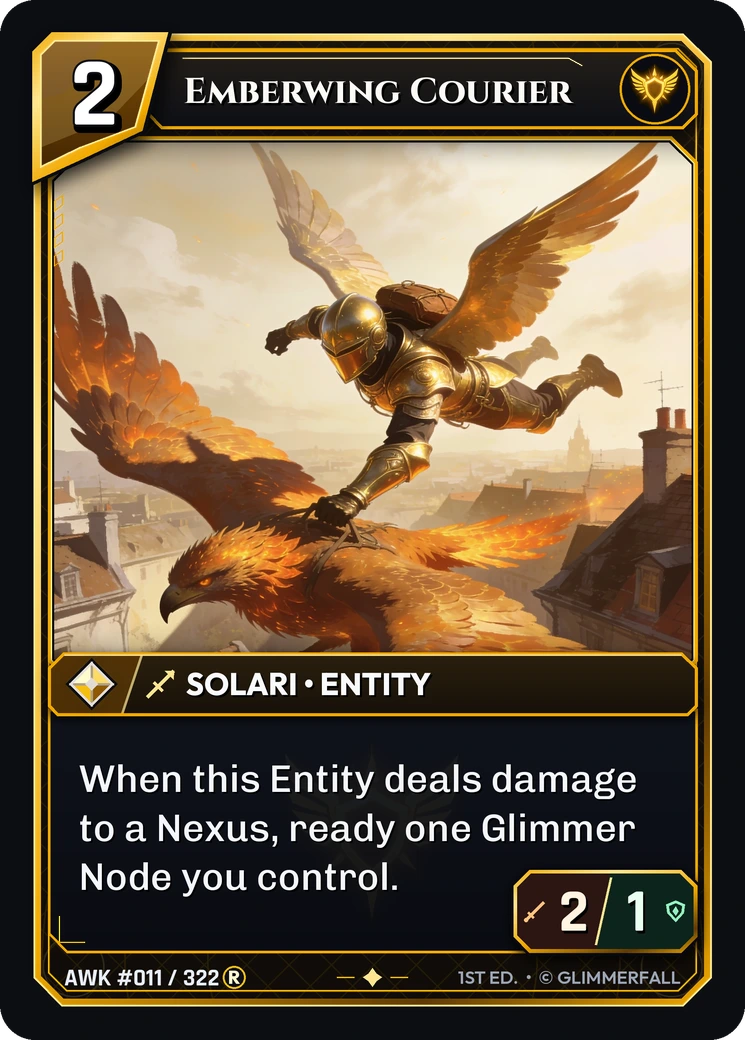 2
Emberwing Courier
SOLARI • ENTITY
When this Entity deals damage
to a Nexus, ready one Glimmer
Node you control.
2 / 1
AWK #011 / 322 R
1ST ED. • © GLIMMERFALL